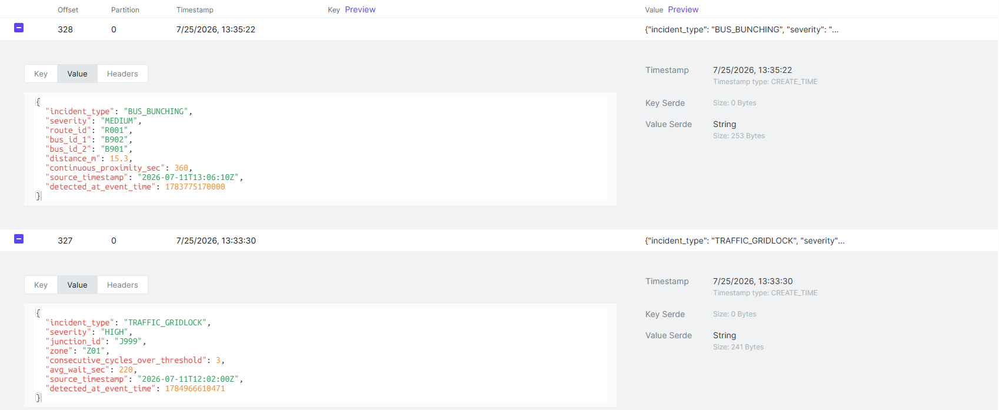 Offset Partition Timestamp Key Preview Value Preview
328 0 7/25/2026, 13:35:22 {"incident_type": "BUS_BUNCHING", "severity": "...
Key Value Headers
{
"incident_type": "BUS_BUNCHING",
"severity": "MEDIUM",
"route_id": "R001",
"bus_id_1": "B902",
"bus_id_2": "B901",
"distance_m": 15.3,
"continuous_proximity_sec": 360,
"source_timestamp": "2026-07-11T13:06:10Z",
"detected_at_event_time": 1783775170000
}
Timestamp 7/25/2026, 13:35:22
Timestamp type: CREATE_TIME
Key Serde Size: 0 Bytes
Value Serde String
Size: 253 Bytes
327 0 7/25/2026, 13:33:30 {"incident_type": "TRAFFIC_GRIDLOCK", "severity"...
Key Value Headers
{
"incident_type": "TRAFFIC_GRIDLOCK",
"severity": "HIGH",
"junction_id": "J999",
"zone": "Z01",
"consecutive_cycles_over_threshold": 3,
"avg_wait_sec": 220,
"source_timestamp": "2026-07-11T12:02:00Z",
"detected_at_event_time": 1784966610471
}
Timestamp 7/25/2026, 13:33:30
Timestamp type: CREATE_TIME
Key Serde Size: 0 Bytes
Value Serde String
Size: 241 Bytes